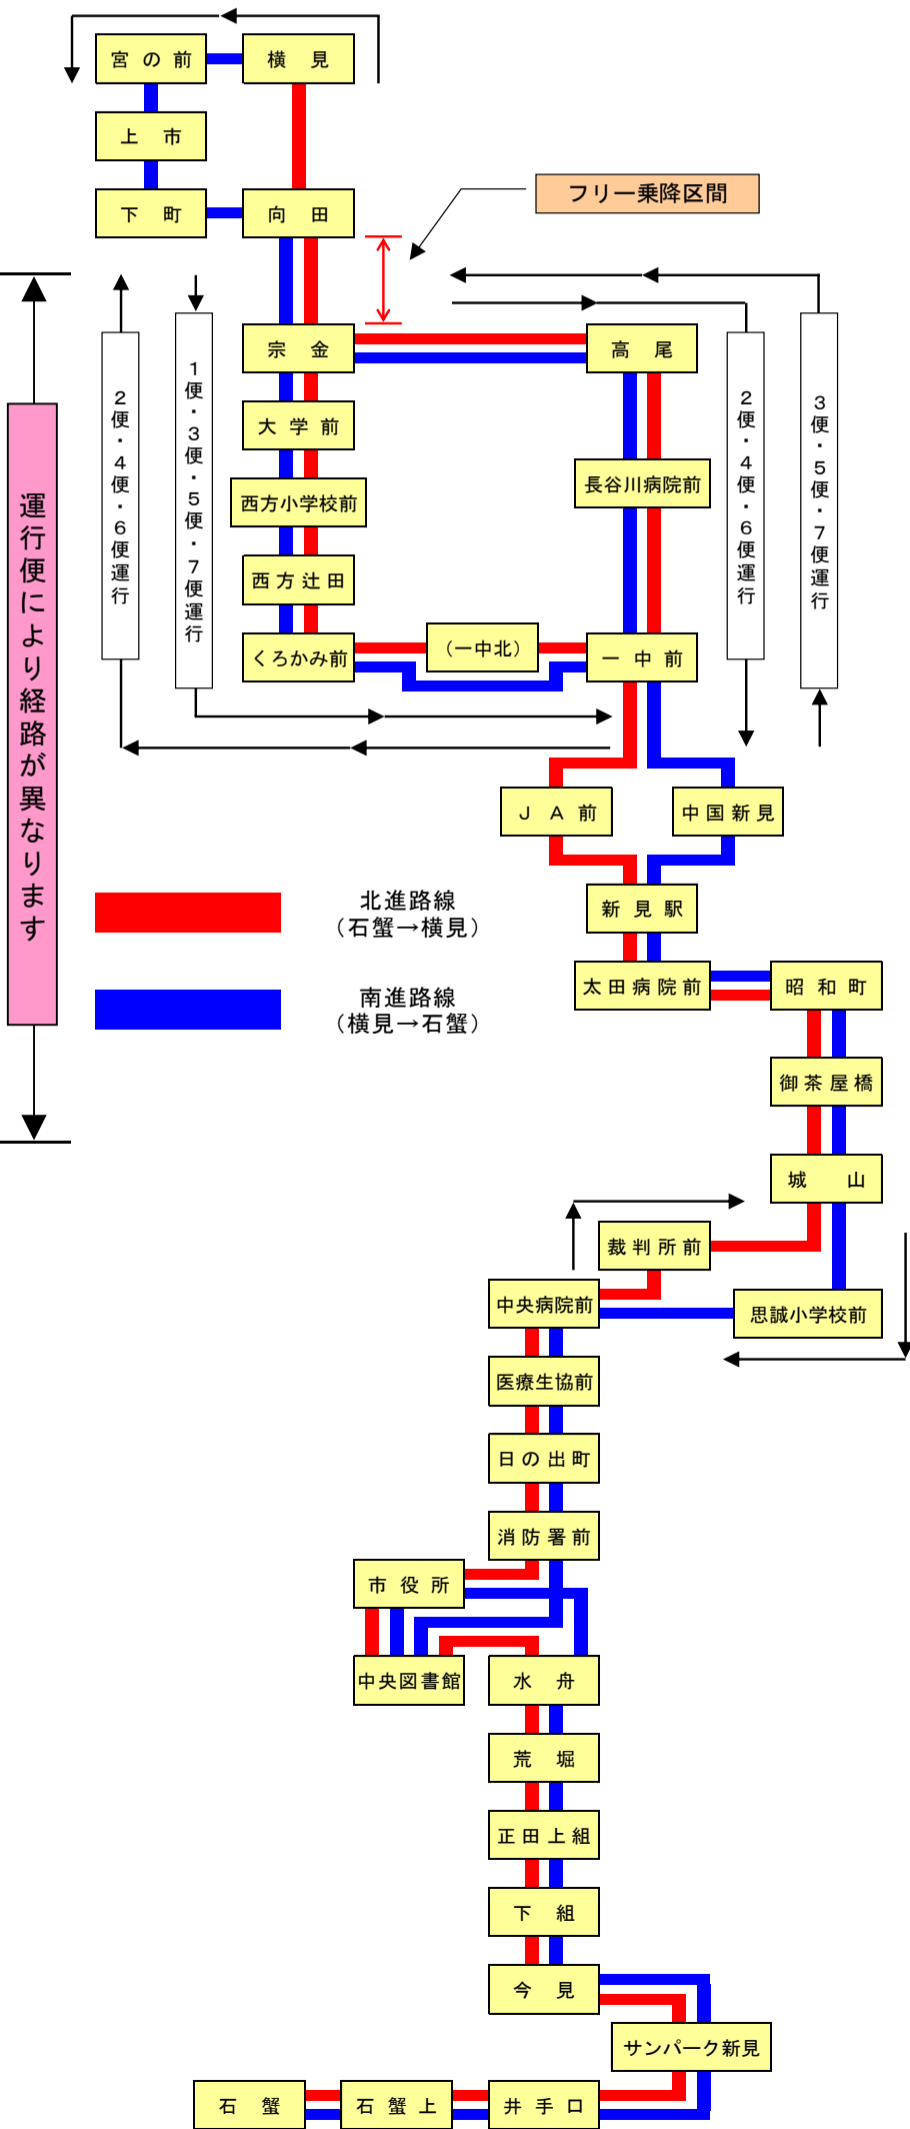 宮の前
横見
上市
下町
向田
フリー乗降区間
宗金
高尾
2便・4便・6便運行
1便・3便・5便・7便運行
2便・4便・6便運行
3便・5便・7便運行
大学前
西方小学校前
長谷川病院前
西方辻田
くろかみ前
（一中北）
一中前
運行便により経路が異なります
ＪＡ前
中国新見
北進路線
（石蟹→横見）
新見駅
太田病院前
昭和町
南進路線
（横見→石蟹）
御茶屋橋
城山
裁判所前
中央病院前
思誠小学校前
医療生協前
日の出町
消防署前
市役所
中央図書館
水舟
荒堀
正田上組
下組
今見
サンパーク新見
石蟹
石蟹上
井手口